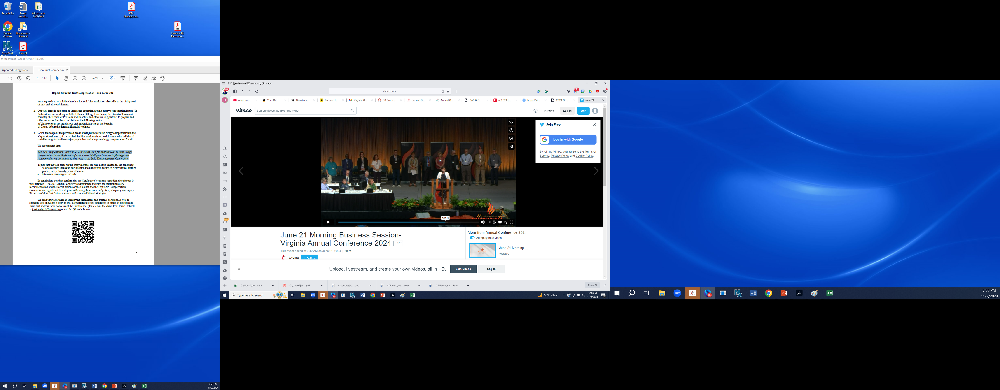 Recycle Bin
Board
Decisio...
Withdrawals
2023-2024
KIM
Hyungkyun...
Google
Chrome
Documents -
Shortcut
Hoerster DS
Recomme...
SonicWall
Howell
of Reports.pdf - Adobe Acrobat Pro 2020
Updated Clergy De...
Final Just Compens...
6 / 17
74.1%
Report from the Just Compensation Task Force 2024
same zip code in which the church is located. This worksheet also adds in the utility cost
of heat and air conditioning.
2. Our task force is dedicated to increasing education around clergy compensation issues. To
that end, we are working with the Office of Clergy Excellence, the Board of Ordained
Ministry, the Office of Pensions and Benefits, and other willing partners to prepare and
offer resources for clergy and laity on the following topics:
a) Unique clergy tax regulations and maximizing clergy tax benefits
b) Clergy debt reduction and financial wellness
3. Given the scope of the perceived needs and injustices around clergy compensation in the
Virginia Conference, it is essential that this work continue to determine what additional
variables might contribute to just, equitable, and adequate clergy compensation for all.
We recommend that:
The Just Compensation Task Force continue its work for another year to study clergy
compensation in the Virginia Conference in its totality and present its findings and
recommendations pertaining to this topic to the 2025 Virginia Annual Conference.
Topics that the task force would study include, but will not be limited to, the following:
- Salary statistics including documented inequities with regard to clergy status, district,
gender, race, ethnicity, years of service.
- Minimum parsonage standards.
In conclusion, our data confirm that the Conference's concern regarding these issues is
well-founded. The 2023 Annual Conference decision to increase the minimum salary
recommendation and the recent actions of the Cabinet and the Equitable Compensation
Committee are significant first steps in addressing these issues of justice, adequacy, and equity.
We are confident that further research will reveal additional strategies.
We seek your assistance in identifying meaningful and creative solutions. If you or
someone you know has a story to tell, suggestions to offer, comments to make, or resources to
share that address these concerns of the Conference, please email the chair, Rev. Jessie Colwell
at jessiecolwell@vaumc.org or use the QR code below:
6
7:58 PM
11/2/2024
Shift | jessiecolwell@vaumc.org (Primary)
vimeo.com
Amazon's...
Your Ord...
Unsubscr...
Forever, I...
Virginia C...
30 Exam...
oremus B...
Annual C...
DAC & C...
ac2024 | ...
https://vi...
2024 Offi...
June 21 ...
vimeo
Search videos, people, and more
Pricing
Log in
Join
Join Free
Log in with Google
By joining Vimeo, you agree to the Terms of
Service, Privacy Policy and Cookie Policy.
1:04:46
June 21 Morning Business Session-
Virginia Annual Conference 2024 LIVE
This event ended at 9:42 AM on June 21, 2024 | More
VAUMC
+ Follow
More from Annual Conference 2024
Autoplay next video
June 21 Morning ...
VAUMC
Upload, livestream, and create your own videos, all in HD.
Join Vimeo
Log in
C:\Users\jsc....xlsx
C:\Users\jsc....pdf
C:\Users\jsc....doc
C:\Users\jsc....docx
C:\Users\jsc....docx
Show All
Type here to search
50°F Clear
7:58 PM
11/2/2024
7:58 PM
11/2/2024